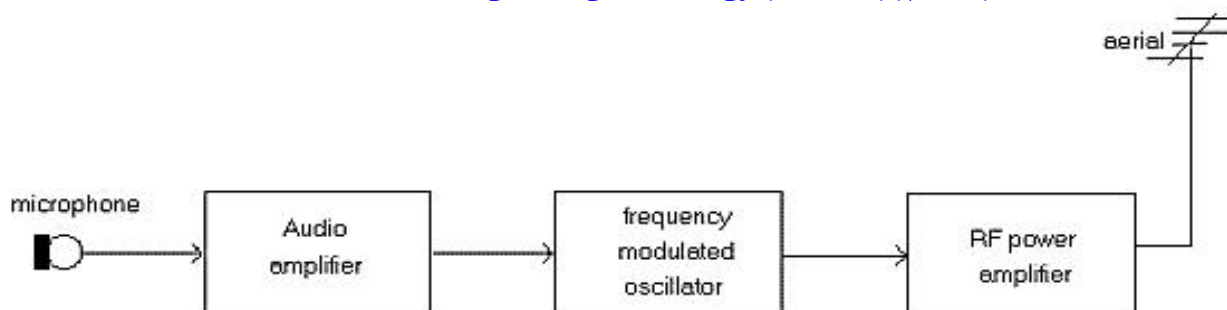 aerial
microphone
Audio
amplifier
frequency
modulated
oscillator
RF power
amplifier